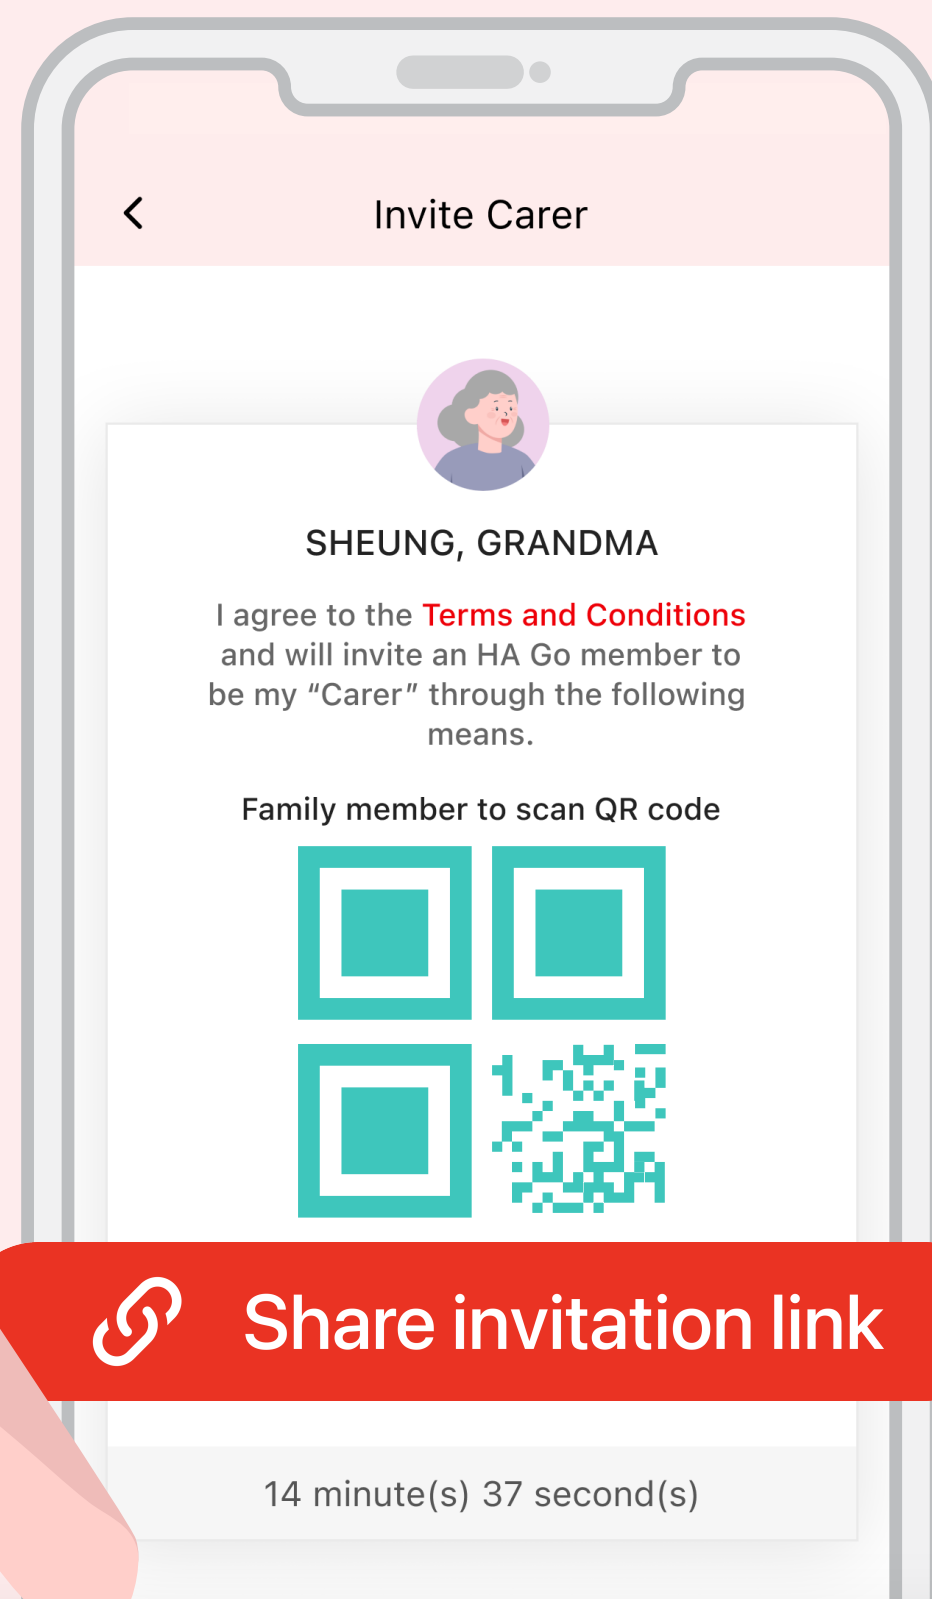 Invite Carer
SHEUNG, GRANDMA
I agree to the Terms and Conditions
and will invite an HA Go member to
be my “Carer” through the following
means.
Family member to scan QR code
Share invitation link
14 minute(s) 37 second(s)